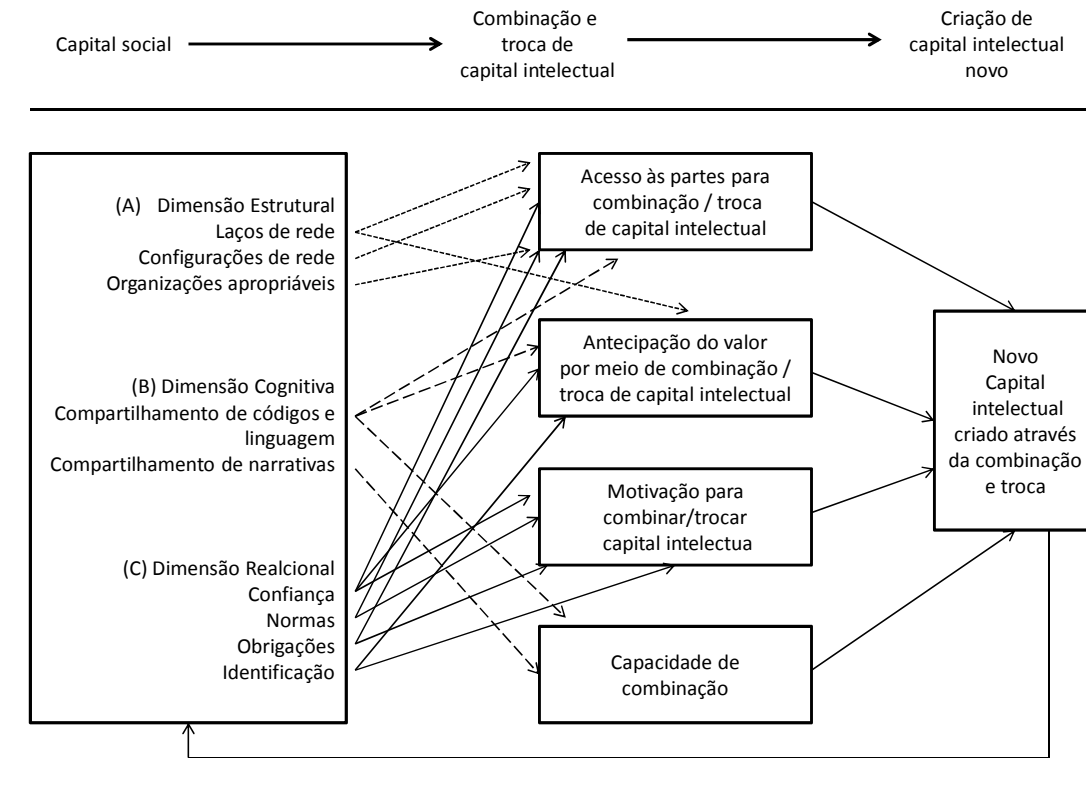 Capital social
Combinação e
troca de
capital intelectual
Criação de
capital intelectual
novo
(A) Dimensão Estrutural
Laços de rede
Configurações de rede
Organizações apropriáveis
(B) Dimensão Cognitiva
Compartilhamento de códigos e
linguagem
Compartilhamento de narrativas
(C) Dimensão Realcional
Confiança
Normas
Obrigações
Identificação
Acesso às partes para
combinação / troca
de capital intelectual
Antecipação do valor
por meio de combinação /
troca de capital intelectual
Motivação para
combinar/trocar
capital intelectua
Capacidade de
combinação
Novo
Capital
intelectual
criado através
da combinação
e troca